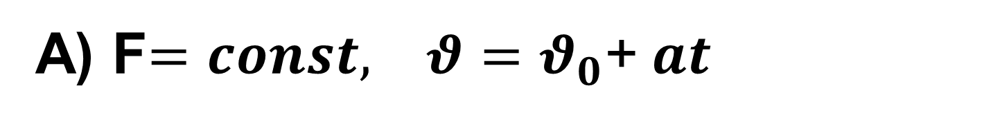 A) F= const, ϑ = ϑ₀+ at